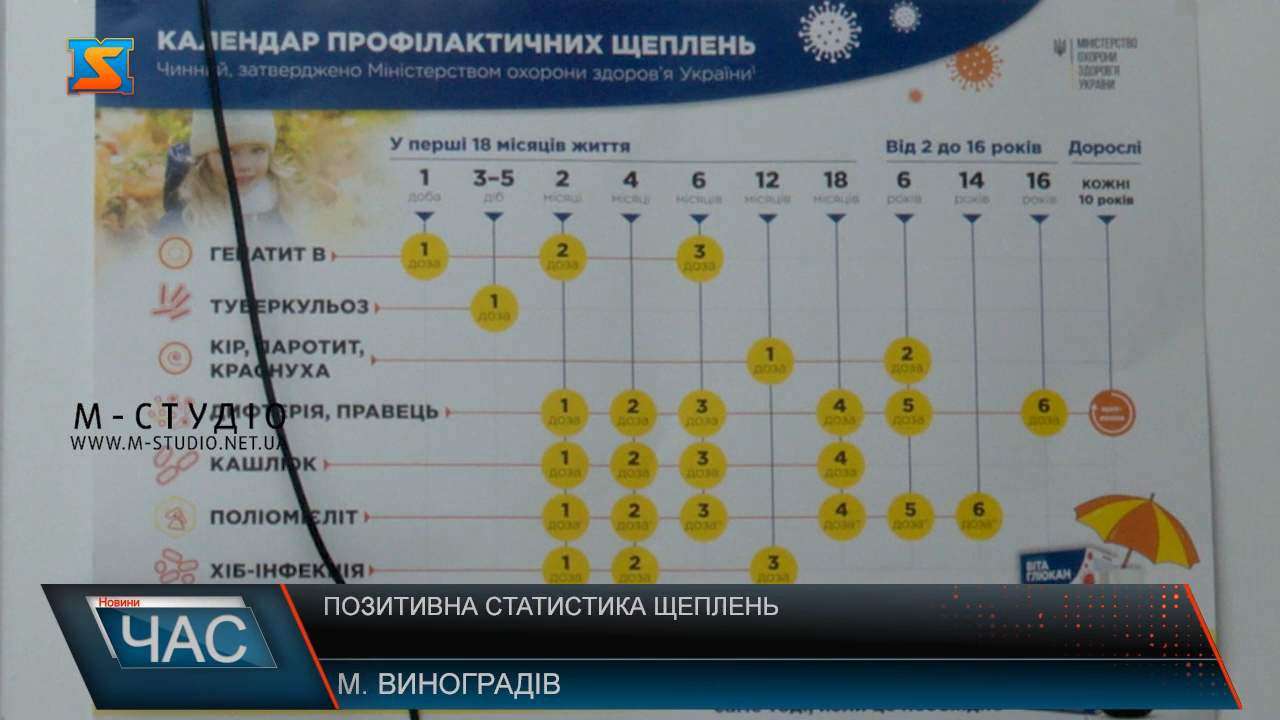 КАЛЕНДАР ПРОФІЛАКТИЧНИХ ЩЕПЛЕНЬ
Чинний, затверджено Міністерством охорони здоров'я України¹
МІНІСТЕРСТВО
ОХОРОНИ
ЗДОРОВ'Я
УКРАЇНИ
У перші 18 місяців життя
Від 2 до 16 років
Дорослі
1 3–5 2 4 6 12 18 6 14 16 КОЖНІ
доба діб місяці місяці місяців місяців місяців років років років 10 років
ГЕПАТИТ В 1 2 3
доза доза доза
ТУБЕРКУЛЬОЗ 1
доза
КІР, ПАРОТИТ,
КРАСНУХА
1 2
доза доза
ДИФТЕРІЯ, ПРАВЕЦЬ 1 2 3 4 5 6
доза доза доза доза доза доза
М-СТУДІО
WWW.M-STUDIO.NET.UA
КАШЛЮК 1 2 3 4
доза доза доза доза
ПОЛІОМІЄЛІТ 1 2 3 4 5 6
доза* доза* доза** доза** доза** доза**
ХІБ-ІНФЕКЦІЯ 1 2 3
доза доза доза
ВІТА
ГЛЮКАН
Новини
ЧАС
ПОЗИТИВНА СТАТИСТИКА ЩЕПЛЕНЬ
М. ВИНОГРАДІВ